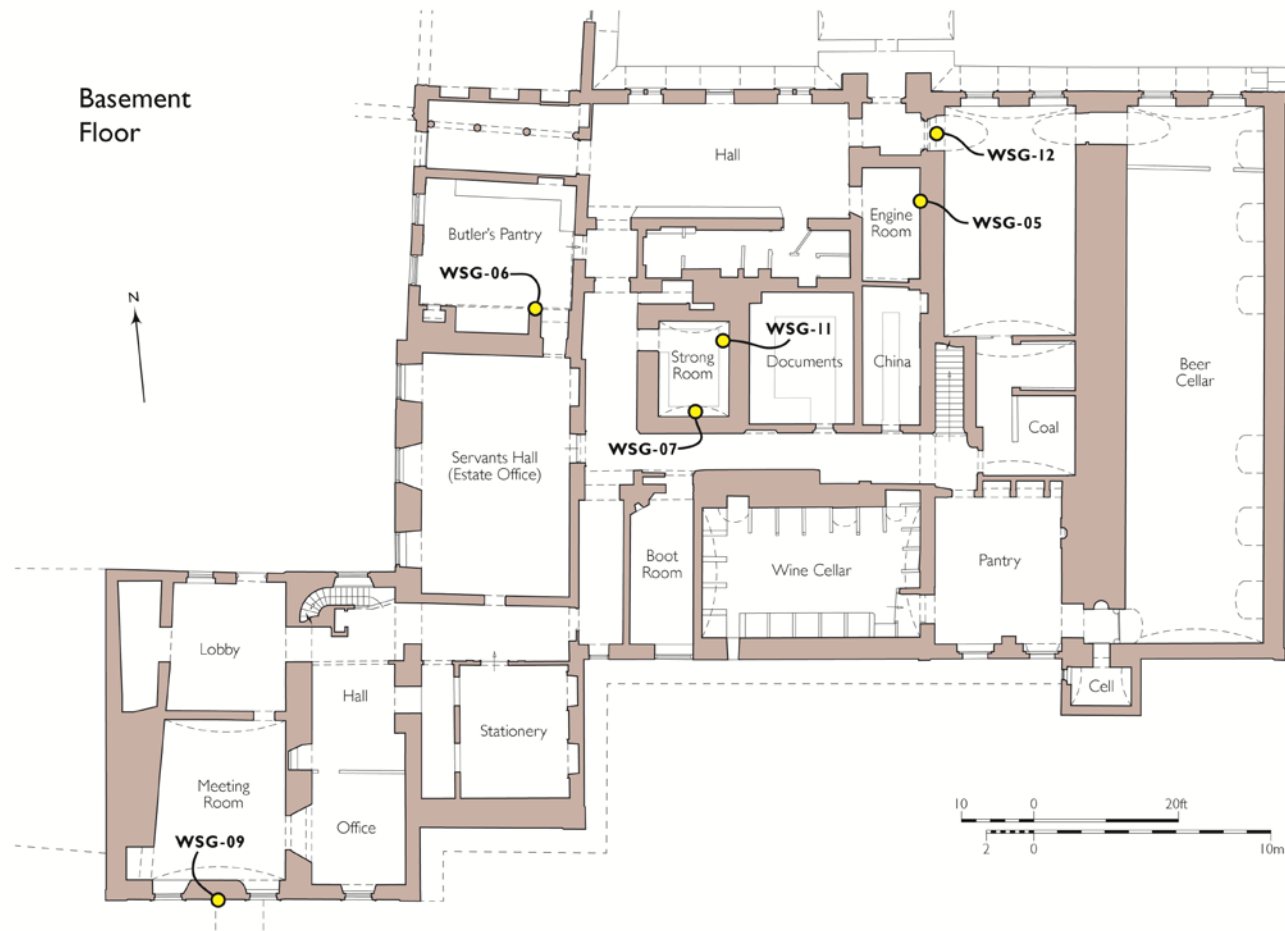 Basement
Floor
Hall
WSG-12
Engine
Room
WSG-05
Butler's Pantry
WSG-06
N
WSG-11
Strong
Room
Documents
China
Beer
Cellar
WSG-07
Coal
Servants Hall
(Estate Office)
Boot
Room
Wine Cellar
Pantry
Lobby
Hall
Cell
Stationery
Meeting
Room
Office
WSG-09
10 0 20ft
2 0 10m